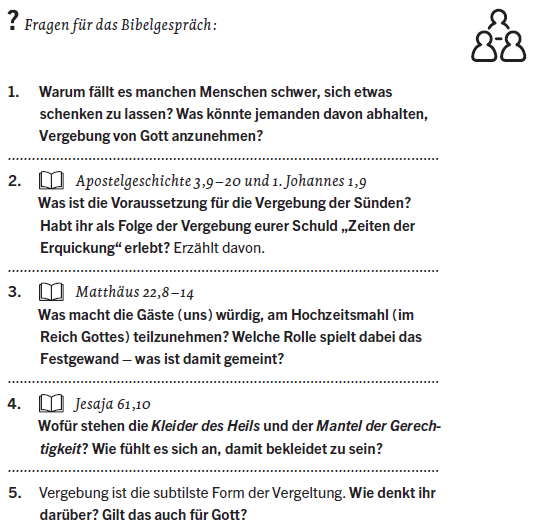 ? Fragen für das Bibelgespräch:
1. Warum fällt es manchen Menschen schwer, sich etwas
schenken zu lassen? Was könnte jemanden davon abhalten,
Vergebung von Gott anzunehmen?
2. Apostelgeschichte 3,9–20 und 1. Johannes 1,9
Was ist die Voraussetzung für die Vergebung der Sünden?
Habt ihr als Folge der Vergebung eurer Schuld „Zeiten der
Erquickung“ erlebt? Erzählt davon.
3. Matthäus 22,8–14
Was macht die Gäste (uns) würdig, am Hochzeitsmahl (im
Reich Gottes) teilzunehmen? Welche Rolle spielt dabei das
Festgewand – was ist damit gemeint?
4. Jesaja 61,10
Wofür stehen die Kleider des Heils und der Mantel der Gerech-
tigkeit? Wie fühlt es sich an, damit bekleidet zu sein?
5. Vergebung ist die subtilste Form der Vergeltung. Wie denkt ihr
darüber? Gilt das auch für Gott?